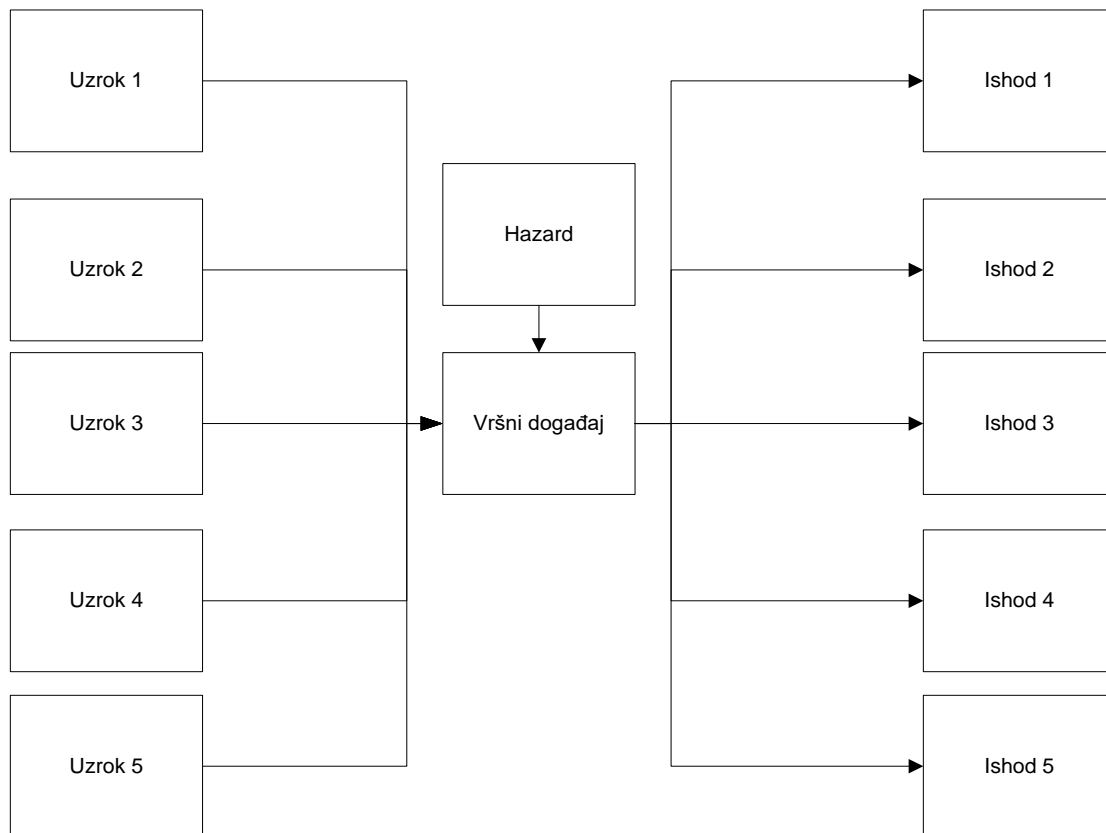 Uzrok 1
Uzrok 2
Uzrok 3
Uzrok 4
Uzrok 5
Hazard
Vršni događaj
Ishod 1
Ishod 2
Ishod 3
Ishod 4
Ishod 5